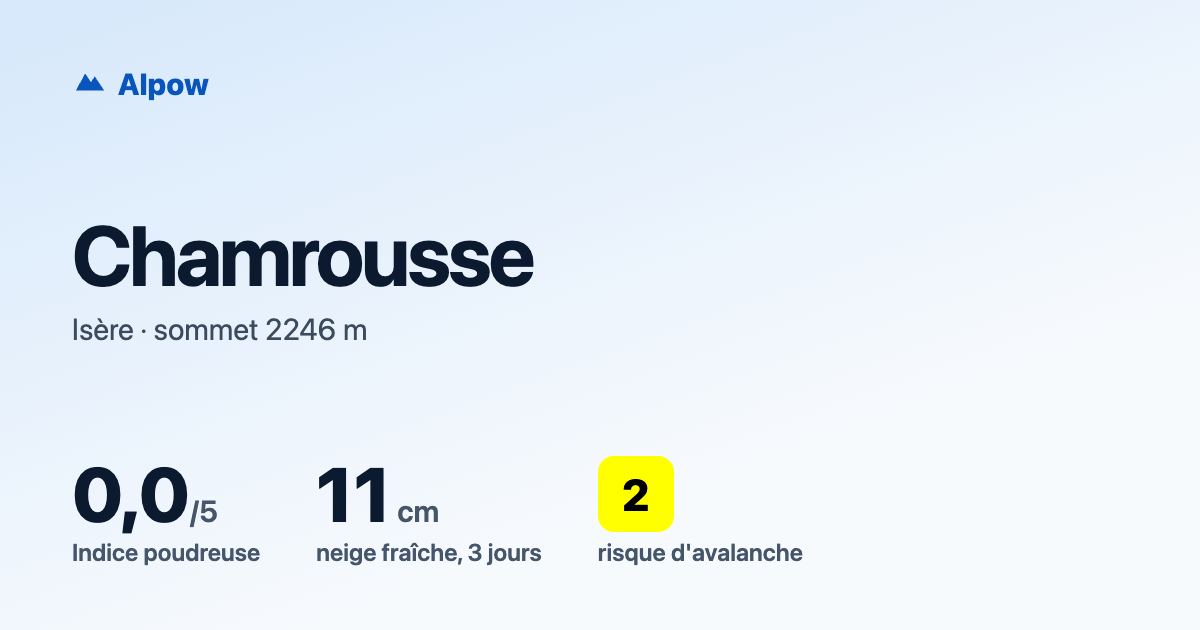 Alpow
Chamrousse
Isère · sommet 2246 m
0,0/5
Indice poudreuse
11 cm
neige fraîche, 3 jours
2
risque d'avalanche